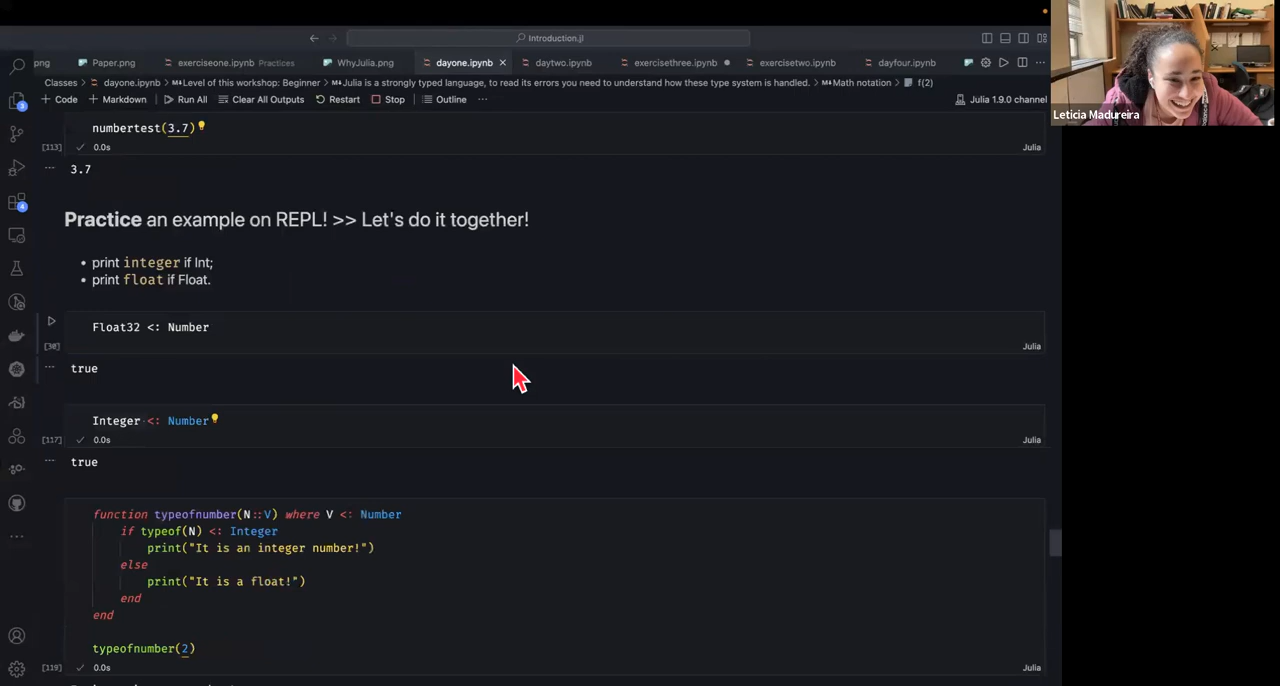 Introduction.jl
png Paper.png exerciseone.ipynb Practices WhyJulia.png dayone.ipynb daytwo.ipynb exercisethree.ipynb exercisetwo.ipynb dayfour.ipynb
Classes > dayone.ipynb > Level of this workshop: Beginner > Julia is a strongly typed language, to read its errors you need to understand how these type system is handled. > Math notation > f(2)
+ Code + Markdown Run All Clear All Outputs Restart Stop Outline ... Julia 1.9.0 channel
Leticia Madureira
numbertest(3.7)
[113] 0.0s Julia
3.7
Practice an example on REPL! >> Let's do it together!
• print integer if Int;
• print float if Float.
Float32 <: Number
[30] Julia
true
Integer <: Number
[117] 0.0s Julia
true
function typeofnumber(N::V) where V <: Number
if typeof(N) <: Integer
print("It is an integer number!")
else
print("It is a float!")
end
end
typeofnumber(2)
[119] 0.0s Julia